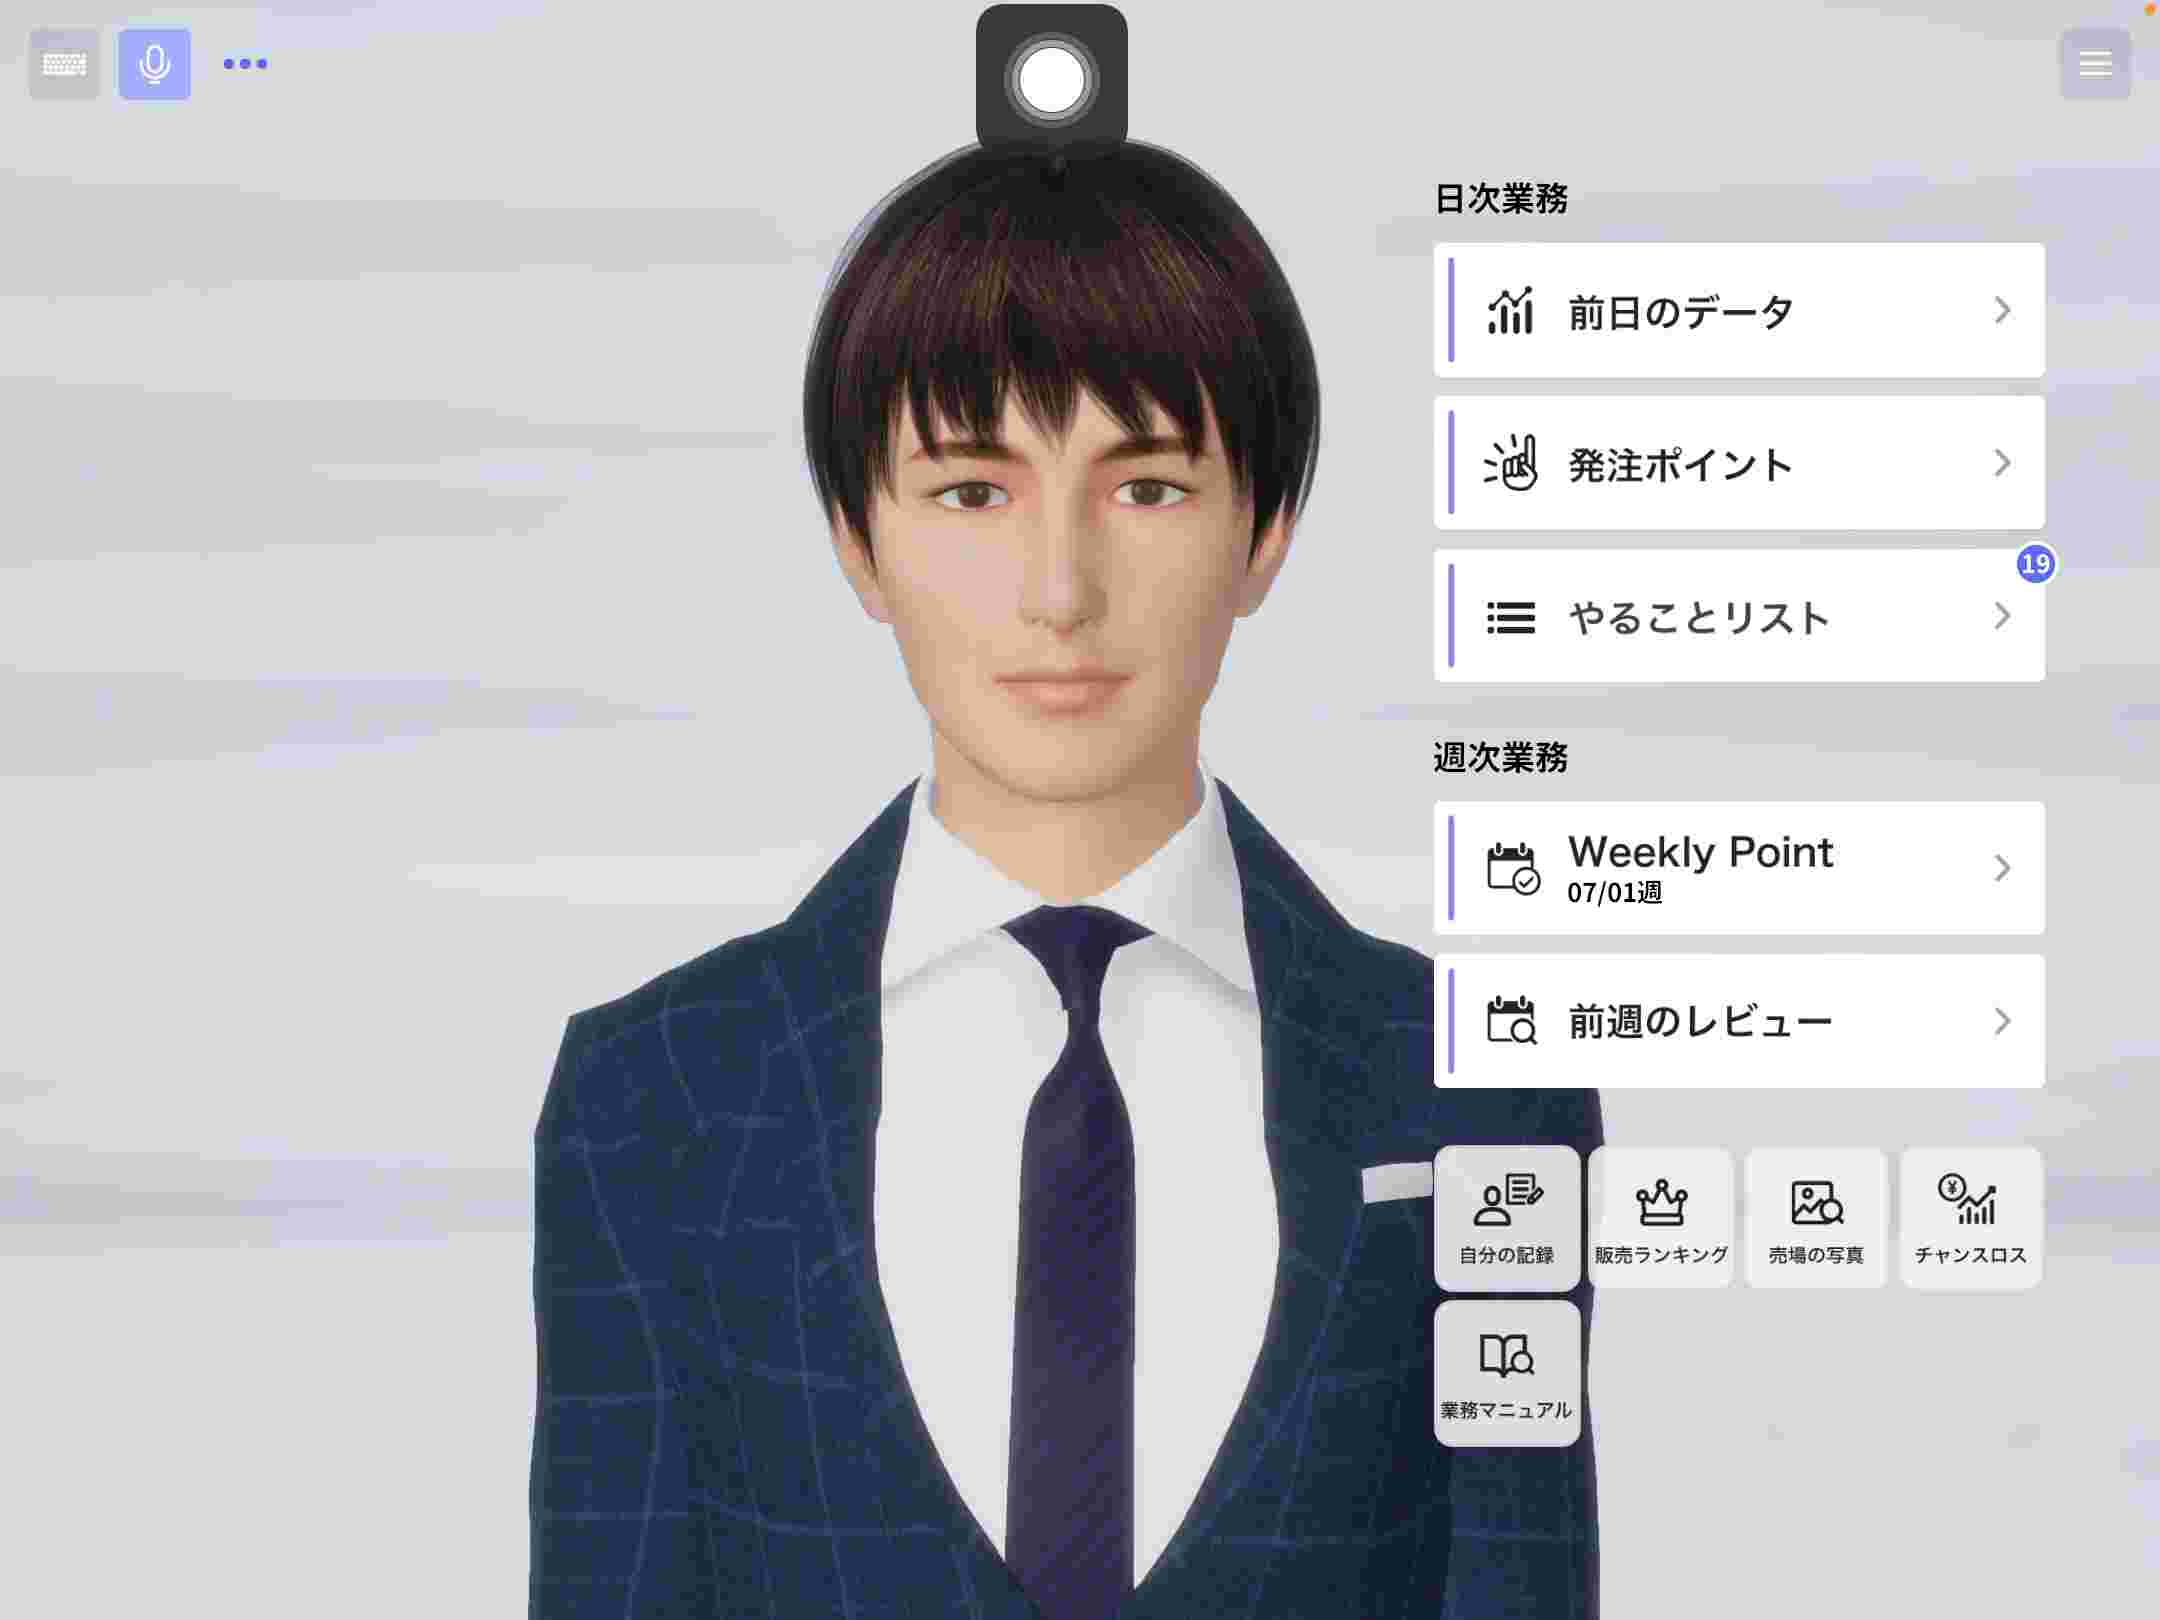 日次業務
前日のデータ
発注ポイント
19
やることリスト
週次業務
Weekly Point
07/01週
前週のレビュー
自分の記録
販売ランキング
売場の写真
チャンスロス
業務マニュアル